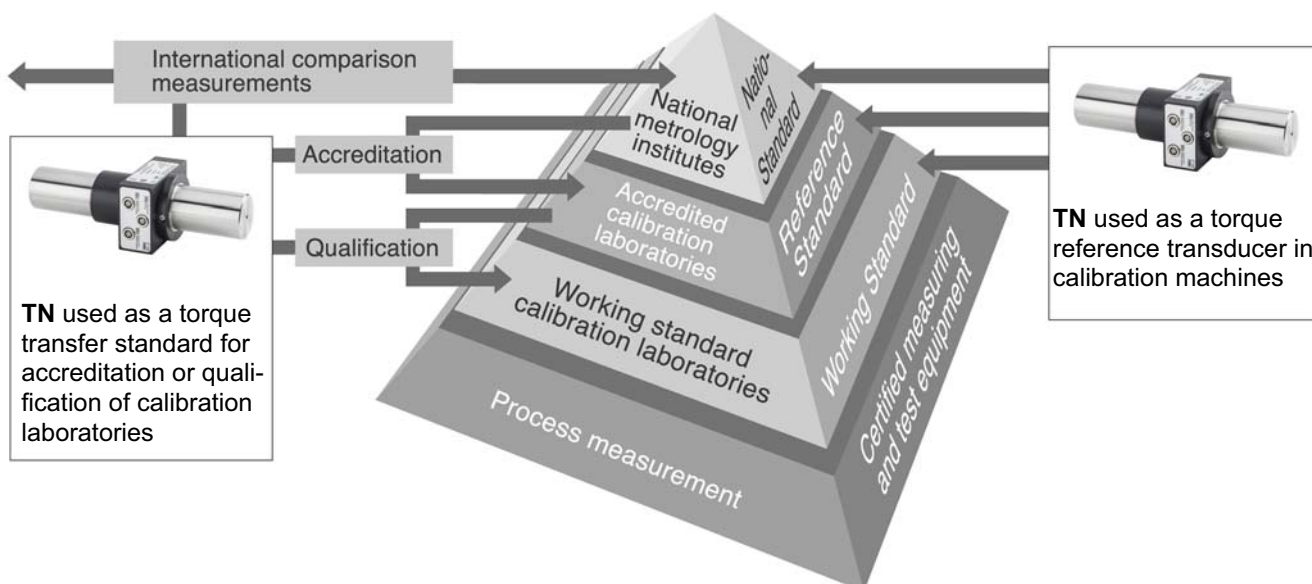 International comparison
measurements
Accreditation
Qualification
TN used as a torque
transfer standard for
accreditation or quali-
fication of calibration
laboratories
National
metrology
institutes
Natio-
nal
Standard
Accredited
calibration
laboratories
Reference
Standard
Working standard
calibration laboratories
Working Standard
Process measurement
Certified measuring
and test equipment
TN used as a torque
reference transducer in
calibration machines